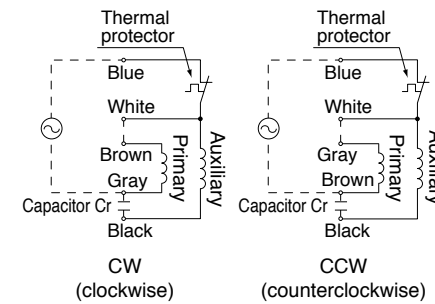 Thermal
protector
Blue
White
Brown
Gray
Primary
Auxiliary
Capacitor Cr
Black
CW
(clockwise)
Thermal
protector
Blue
White
Gray
Brown
Primary
Auxiliary
Capacitor Cr
Black
CCW
(counterclockwise)